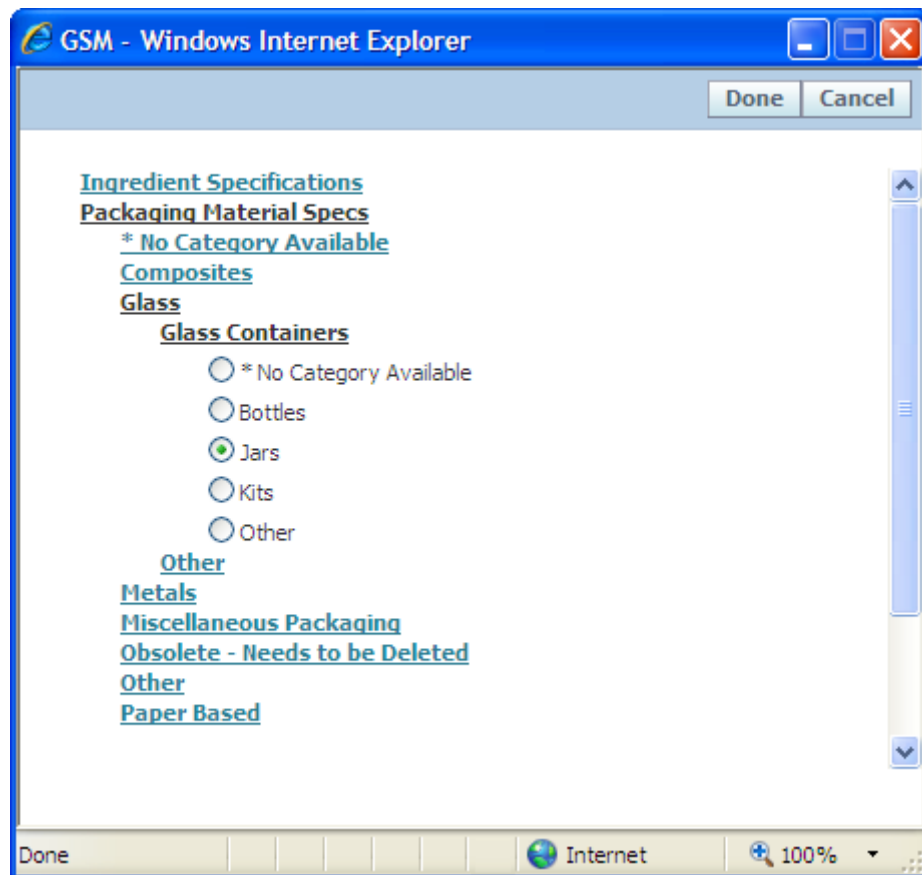 GSM - Windows Internet Explorer
Done Cancel
Ingredient Specifications
Packaging Material Specs
* No Category Available
Composites
Glass
Glass Containers
* No Category Available
Bottles
Jars
Kits
Other
Other
Metals
Miscellaneous Packaging
Obsolete - Needs to be Deleted
Other
Paper Based
Done Internet 100%